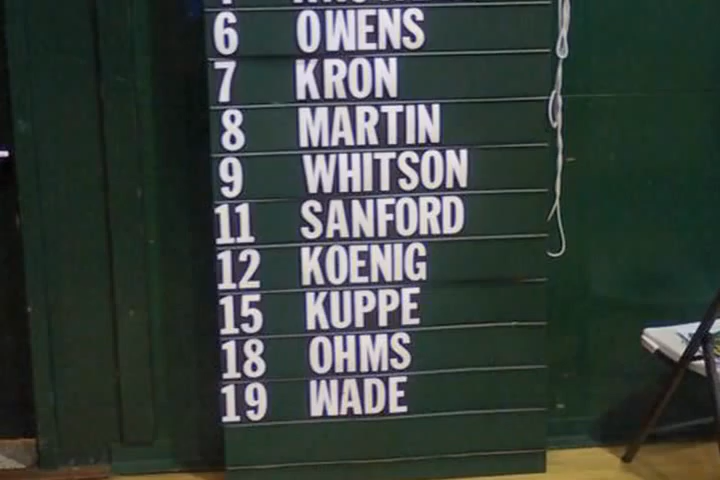 6 OWENS
7 KRON
8 MARTIN
9 WHITSON
11 SANFORD
12 KOENIG
15 KUPPE
18 OHMS
19 WADE